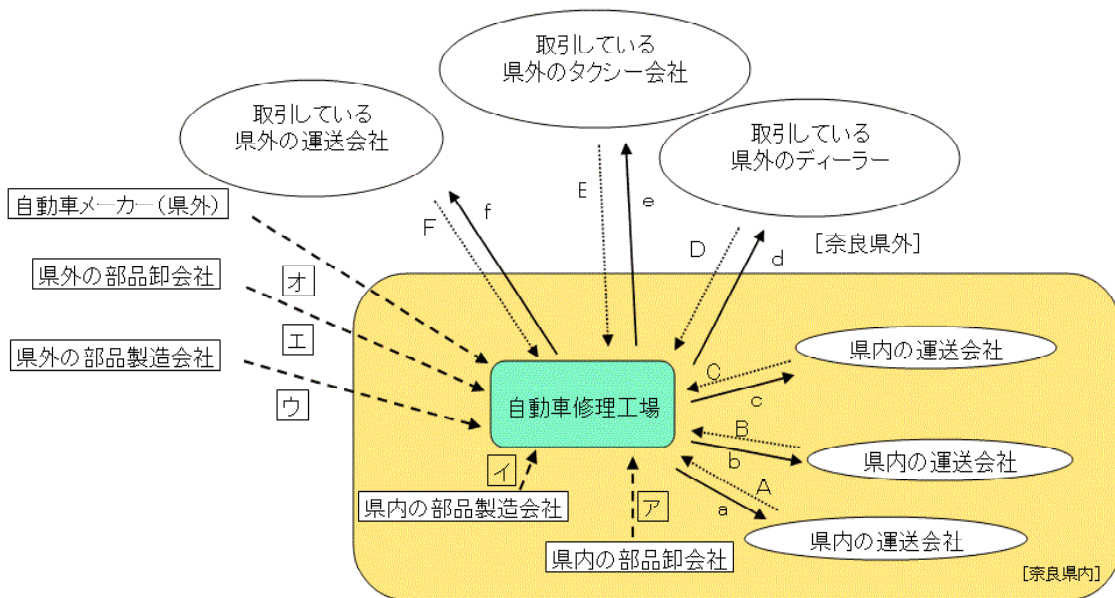 取引している
県外のタクシー会社
取引している
県外の運送会社
取引している
県外のディーラー
自動車メーカー(県外)
県外の部品卸会社
県外の部品製造会社
F
f
E
e
D
d
[奈良県外]
オ
エ
ウ
自動車修理工場
C
c
県内の運送会社
B
b
県内の運送会社
A
a
県内の運送会社
イ
県内の部品製造会社
ア
県内の部品卸会社
[奈良県内]